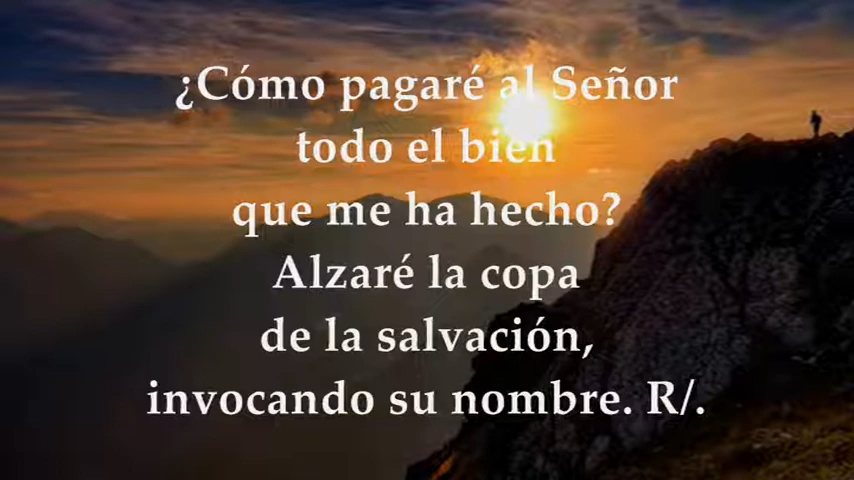 ¿Cómo pagaré al Señor
todo el bien
que me ha hecho?
Alzaré la copa
de la salvación,
invocando su nombre. R/.